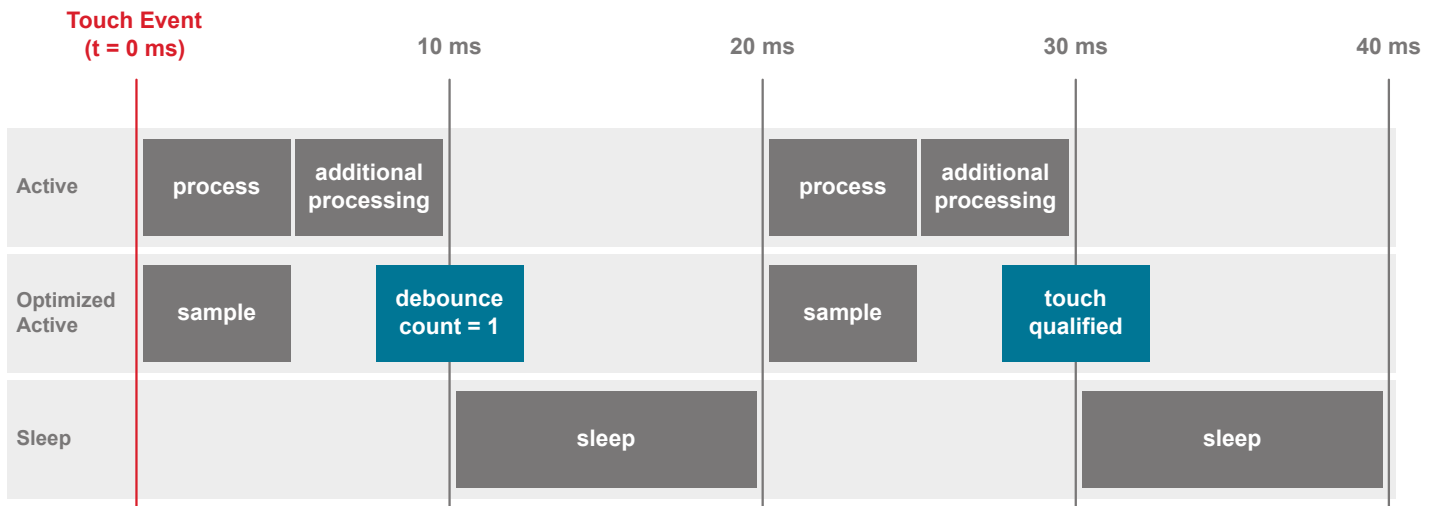 Touch Event
(t = 0 ms)
10 ms
20 ms
30 ms
40 ms
Active
process
additional
processing
process
additional
processing
Optimized
Active
sample
debounce
count = 1
sample
touch
qualified
Sleep
sleep
sleep